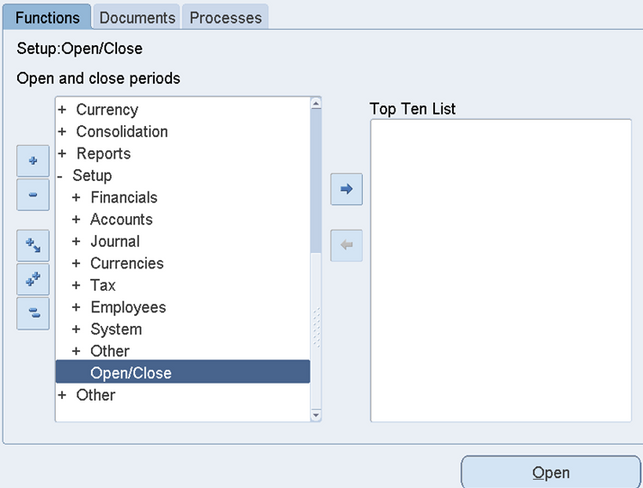 Functions Documents Processes
Setup:Open/Close
Open and close periods
Top Ten List
+ Currency
+ Consolidation
+ Reports
- Setup
+ Financials
+ Accounts
+ Journal
+ Currencies
+ Tax
+ Employees
+ System
+ Other
Open/Close
+ Other
Open